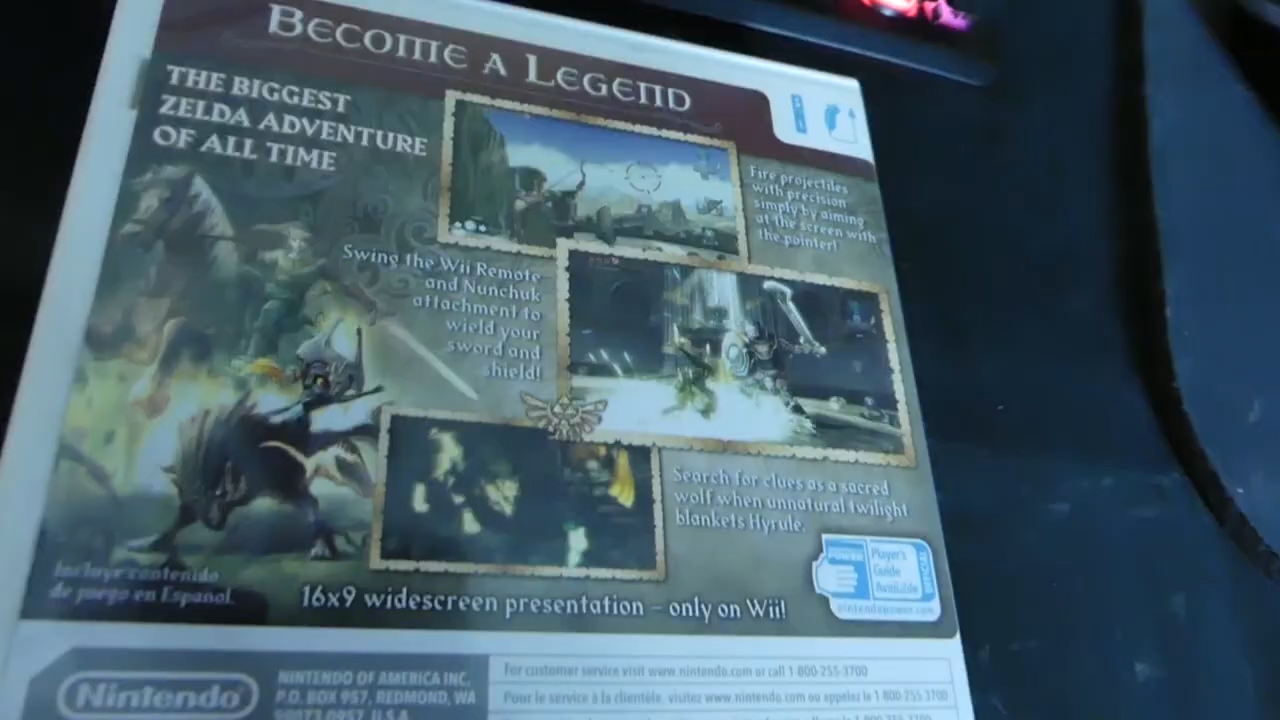 BECOME A LEGEND
THE BIGGEST
ZELDA ADVENTURE
OF ALL TIME
Fire projectiles
with precision
simply by aiming
at the screen with
the pointer!
Swing the Wii Remote
and Nunchuk
attachment to
wield your
sword and
shield!
Search for clues as a sacred
wolf when unnatural twilight
blankets Hyrule.
POWER
Player's
Guide
Available
nintendopower.com
Incluye contenido
de juego en Español.
16x9 widescreen presentation – only on Wii!
Nintendo
NINTENDO OF AMERICA INC.
P.O. BOX 957, REDMOND, WA
98073-0957 U.S.A.
For customer service visit www.nintendo.com or call 1-800-255-3700
Pour le service à la clientèle, visitez www.nintendo.com ou appelez le 1 800 255 3700